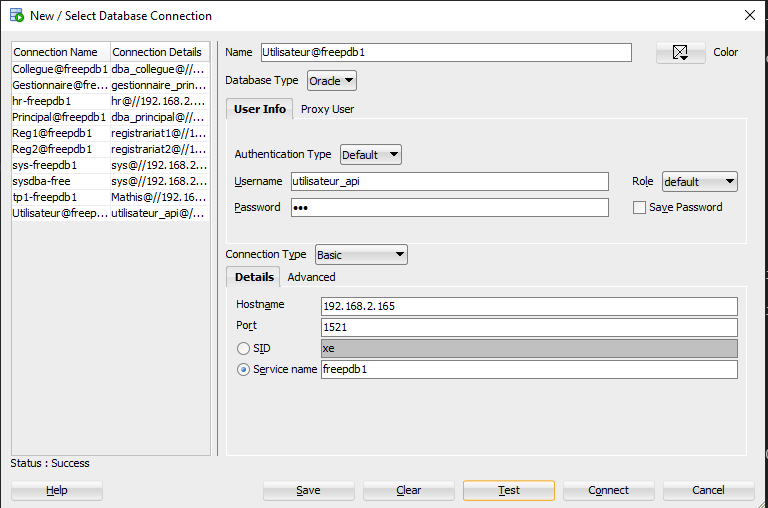 New / Select Database Connection
Connection Name Connection Details
Collegue@freepdb1 dba_collegue@//...
Gestionnaire@fre... gestionnaire_prin...
hr-freepdb1 hr@//192.168.2....
Principal@freepdb1 dba_principal@//...
Reg1@freepdb1 registrariat1@//1...
Reg2@freepdb1 registrariat2@//1...
sys-freepdb1 sys@//192.168.2...
sysdba-free sys@//192.168.2...
tp1-freepdb1 Mathis@//192.16...
Utilisateur@freep... utilisateur_api@/...
Name Utilisateur@freepdb1 Color
Database Type Oracle
User Info Proxy User
Authentication Type Default
Username utilisateur_api Role default
Password ••• Save Password
Connection Type Basic
Details Advanced
Hostname 192.168.2.165
Port 1521
SID xe
Service name freepdb1
Status : Success
Help Save Clear Test Connect Cancel